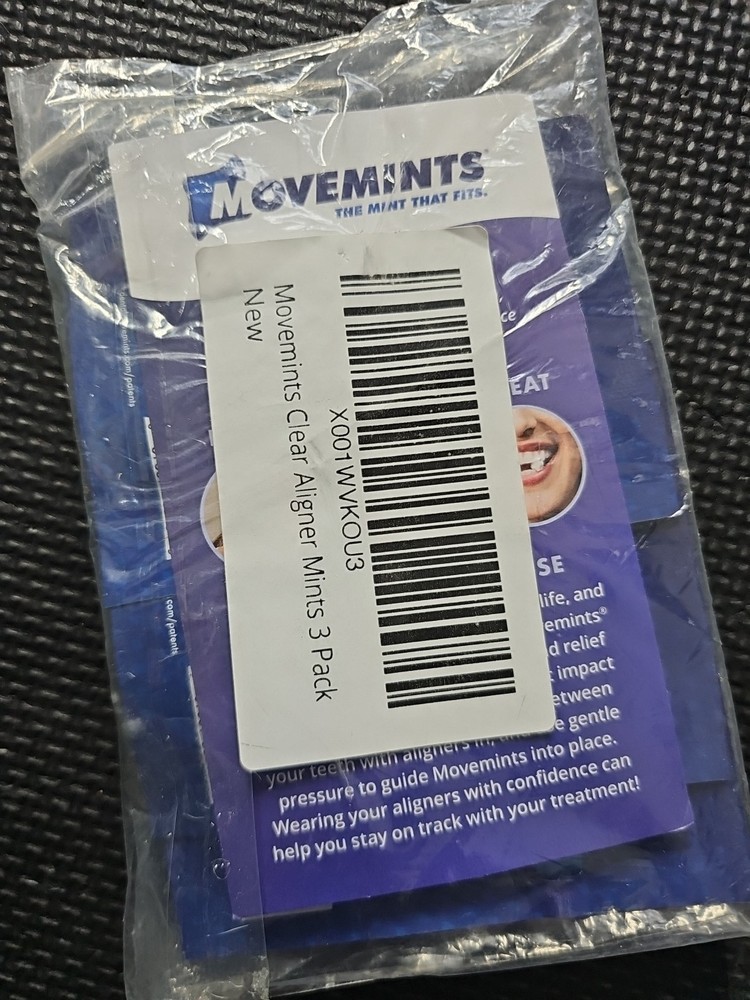 MOVEMINTS®
THE MINT THAT FITS.
ce
EAT
X001WVKOU3
Movemints Clear Aligner Mints 3 Pack
New
SE
life, and
emints®
d relief
impact
etween
e gentle
your teeth with aligners in,
pressure to guide Movemints into place.
Wearing your aligners with confidence can
help you stay on track with your treatment!
movemints.com/patents
com/patents